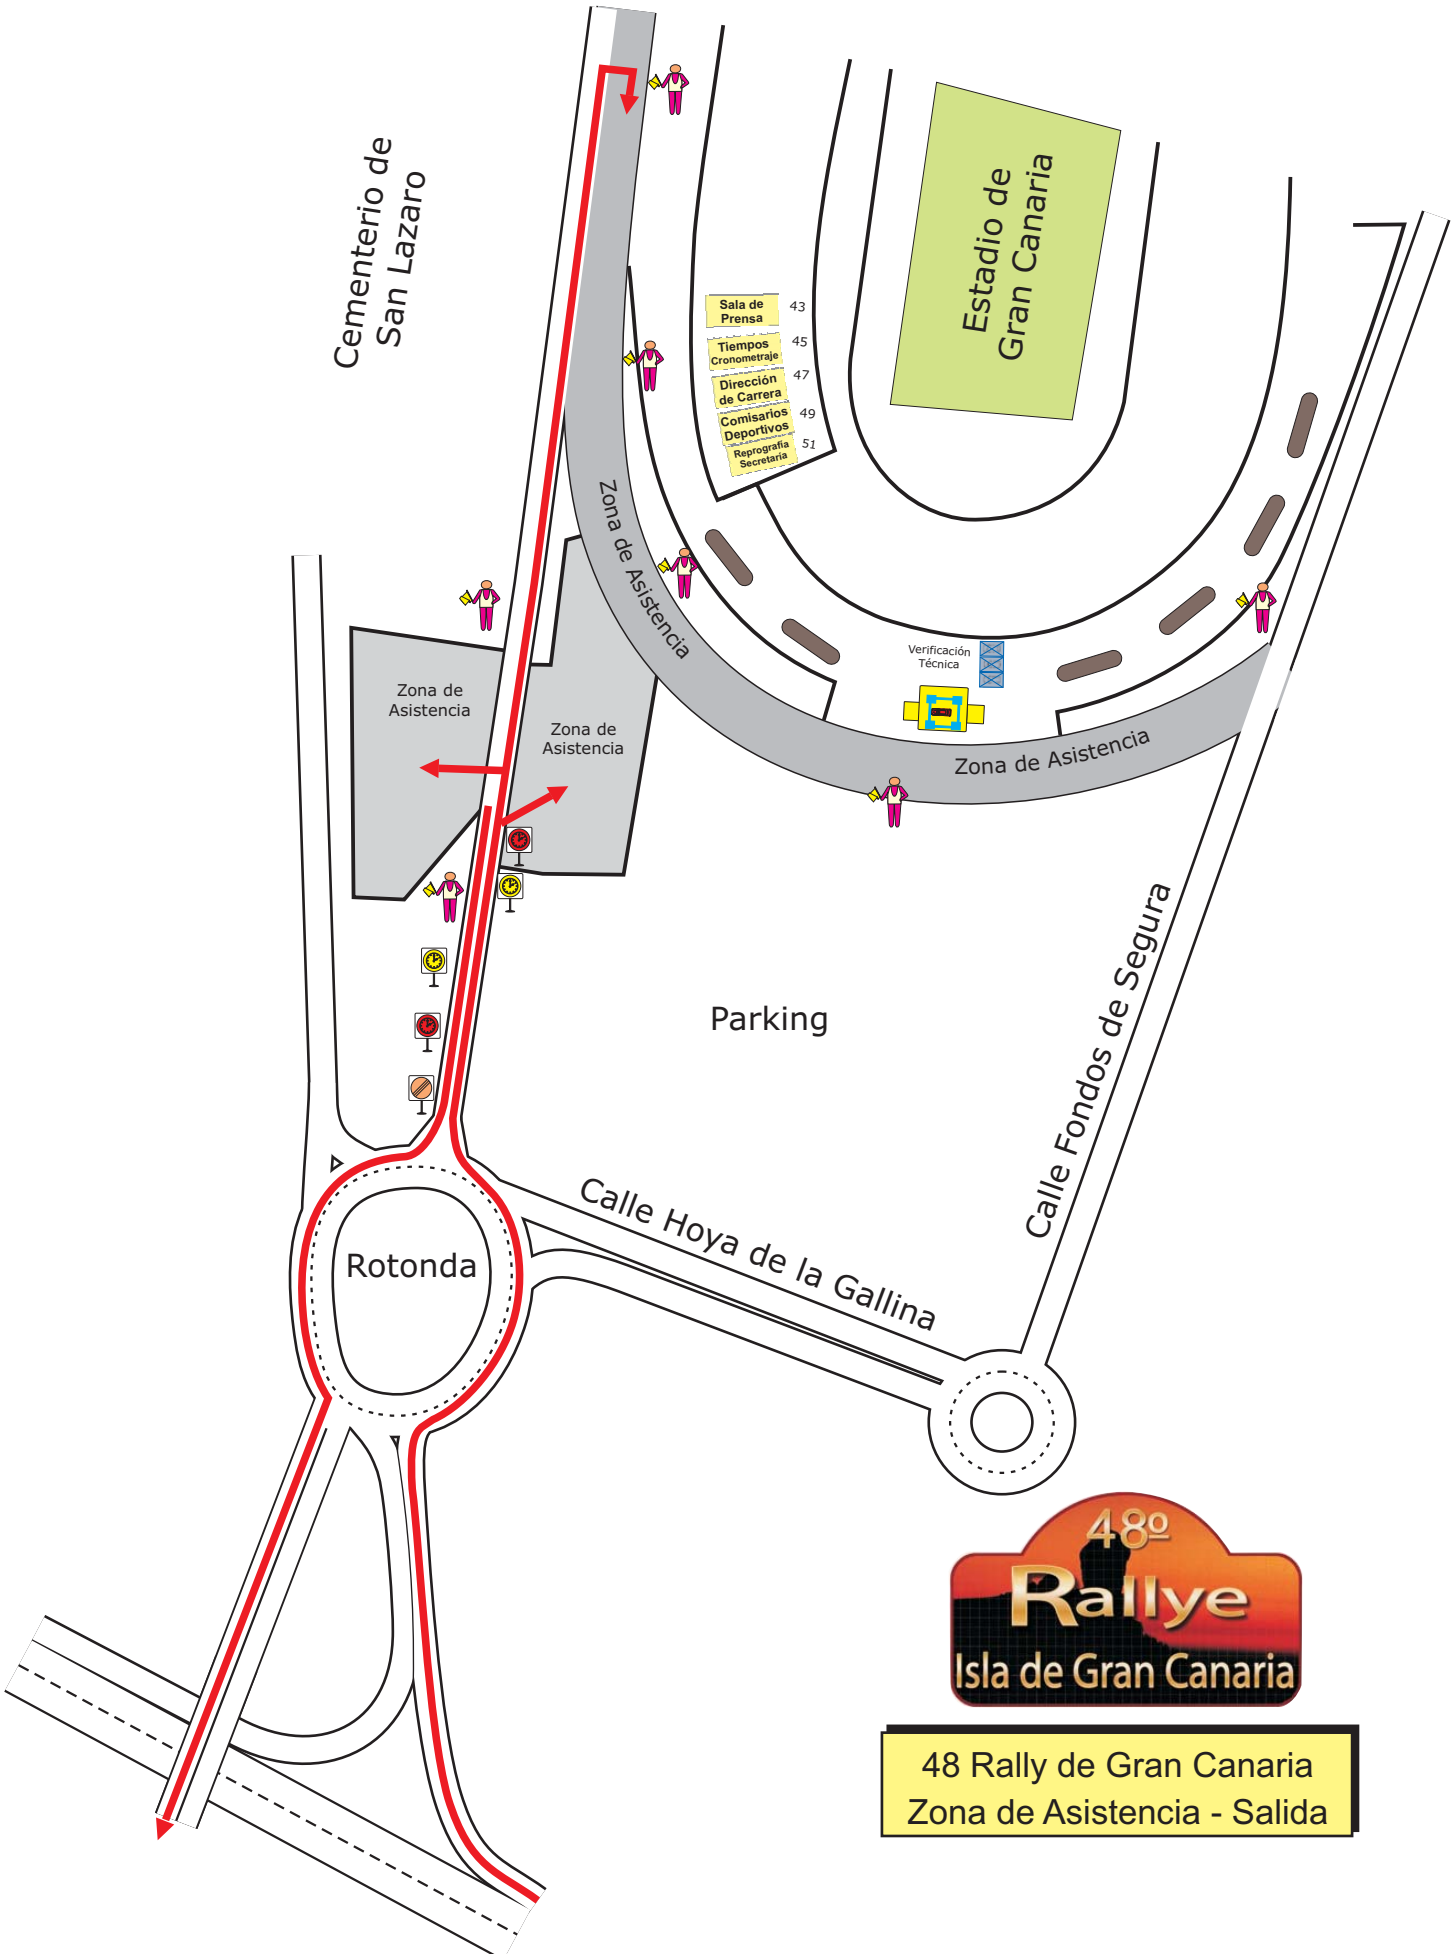 Cementerio de
San Lazaro
Estadio de
Gran Canaria
Sala de
Prensa
43
Tiempos
Cronometraje
45
Dirección
de Carrera
47
Comisarios
Deportivos
49
Reprografia
Secretaria
51
Zona de Asistencia
Verificación
Técnica
Zona de
Asistencia
Zona de
Asistencia
Zona de Asistencia
Parking
Calle Fondos de Segura
Calle Hoya de la Gallina
Rotonda
48º
Rallye
Isla de Gran Canaria
48 Rally de Gran Canaria
Zona de Asistencia - Salida